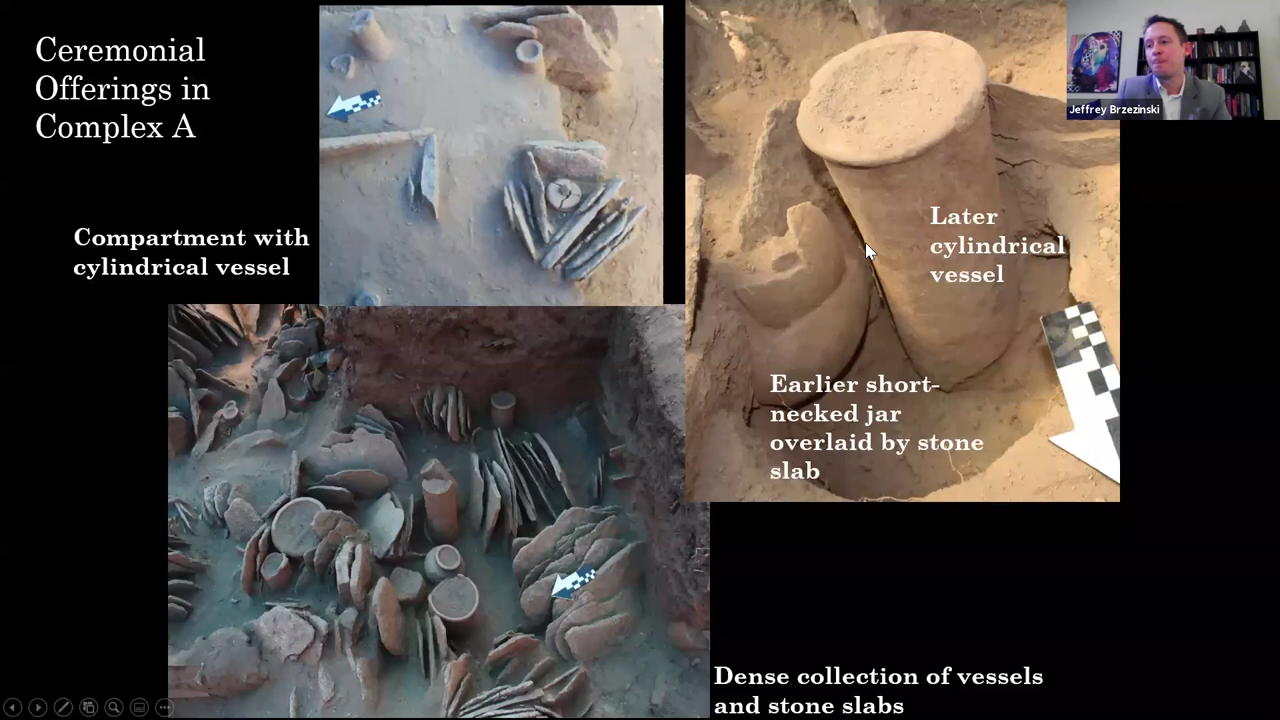 Ceremonial
Offerings in
Complex A
Compartment with
cylindrical vessel
Later
cylindrical
vessel
Earlier short-
necked jar
overlaid by stone
slab
Dense collection of vessels
and stone slabs
Jeffrey Brzezinski